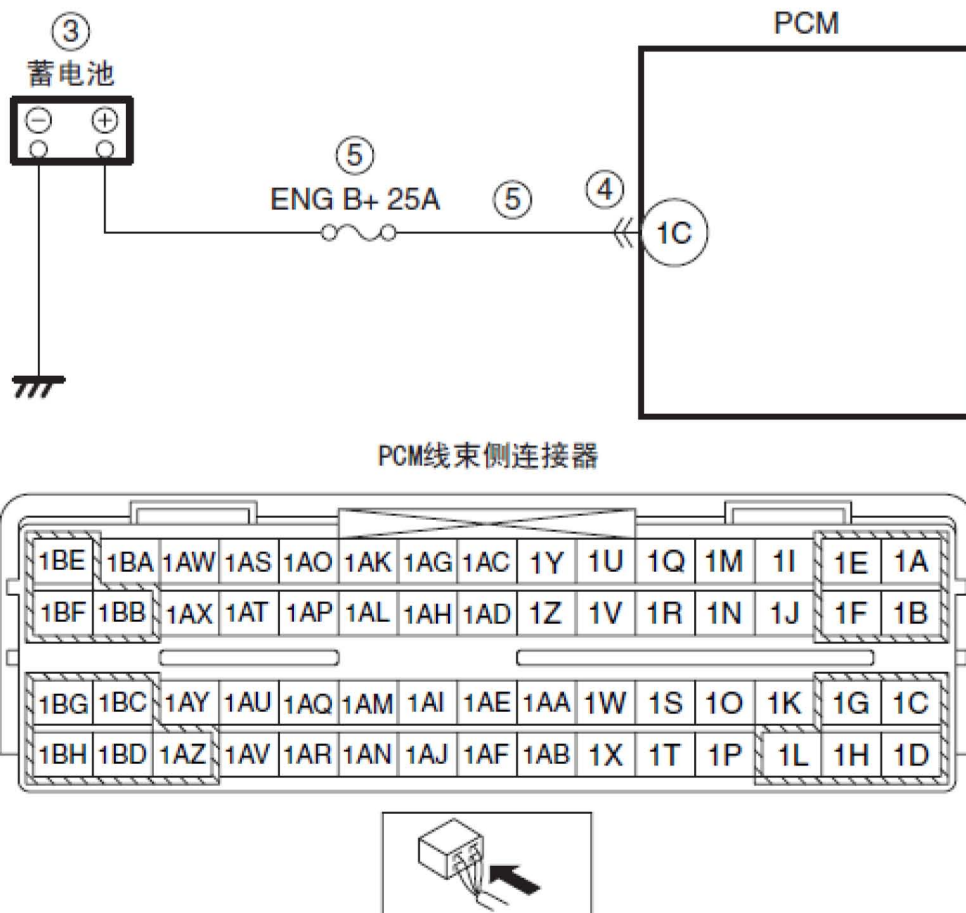 ③
PCM
蓄电池
⊖ ⊕
⑤
ENG B+ 25A
⑤
④
1C
PCM线束侧连接器
1BE 1BA 1AW 1AS 1AO 1AK 1AG 1AC 1Y 1U 1Q 1M 1I 1E 1A
1BF 1BB 1AX 1AT 1AP 1AL 1AH 1AD 1Z 1V 1R 1N 1J 1F 1B
1BG 1BC 1AY 1AU 1AQ 1AM 1AI 1AE 1AA 1W 1S 1O 1K 1G 1C
1BH 1BD 1AZ 1AV 1AR 1AN 1AJ 1AF 1AB 1X 1T 1P 1L 1H 1D